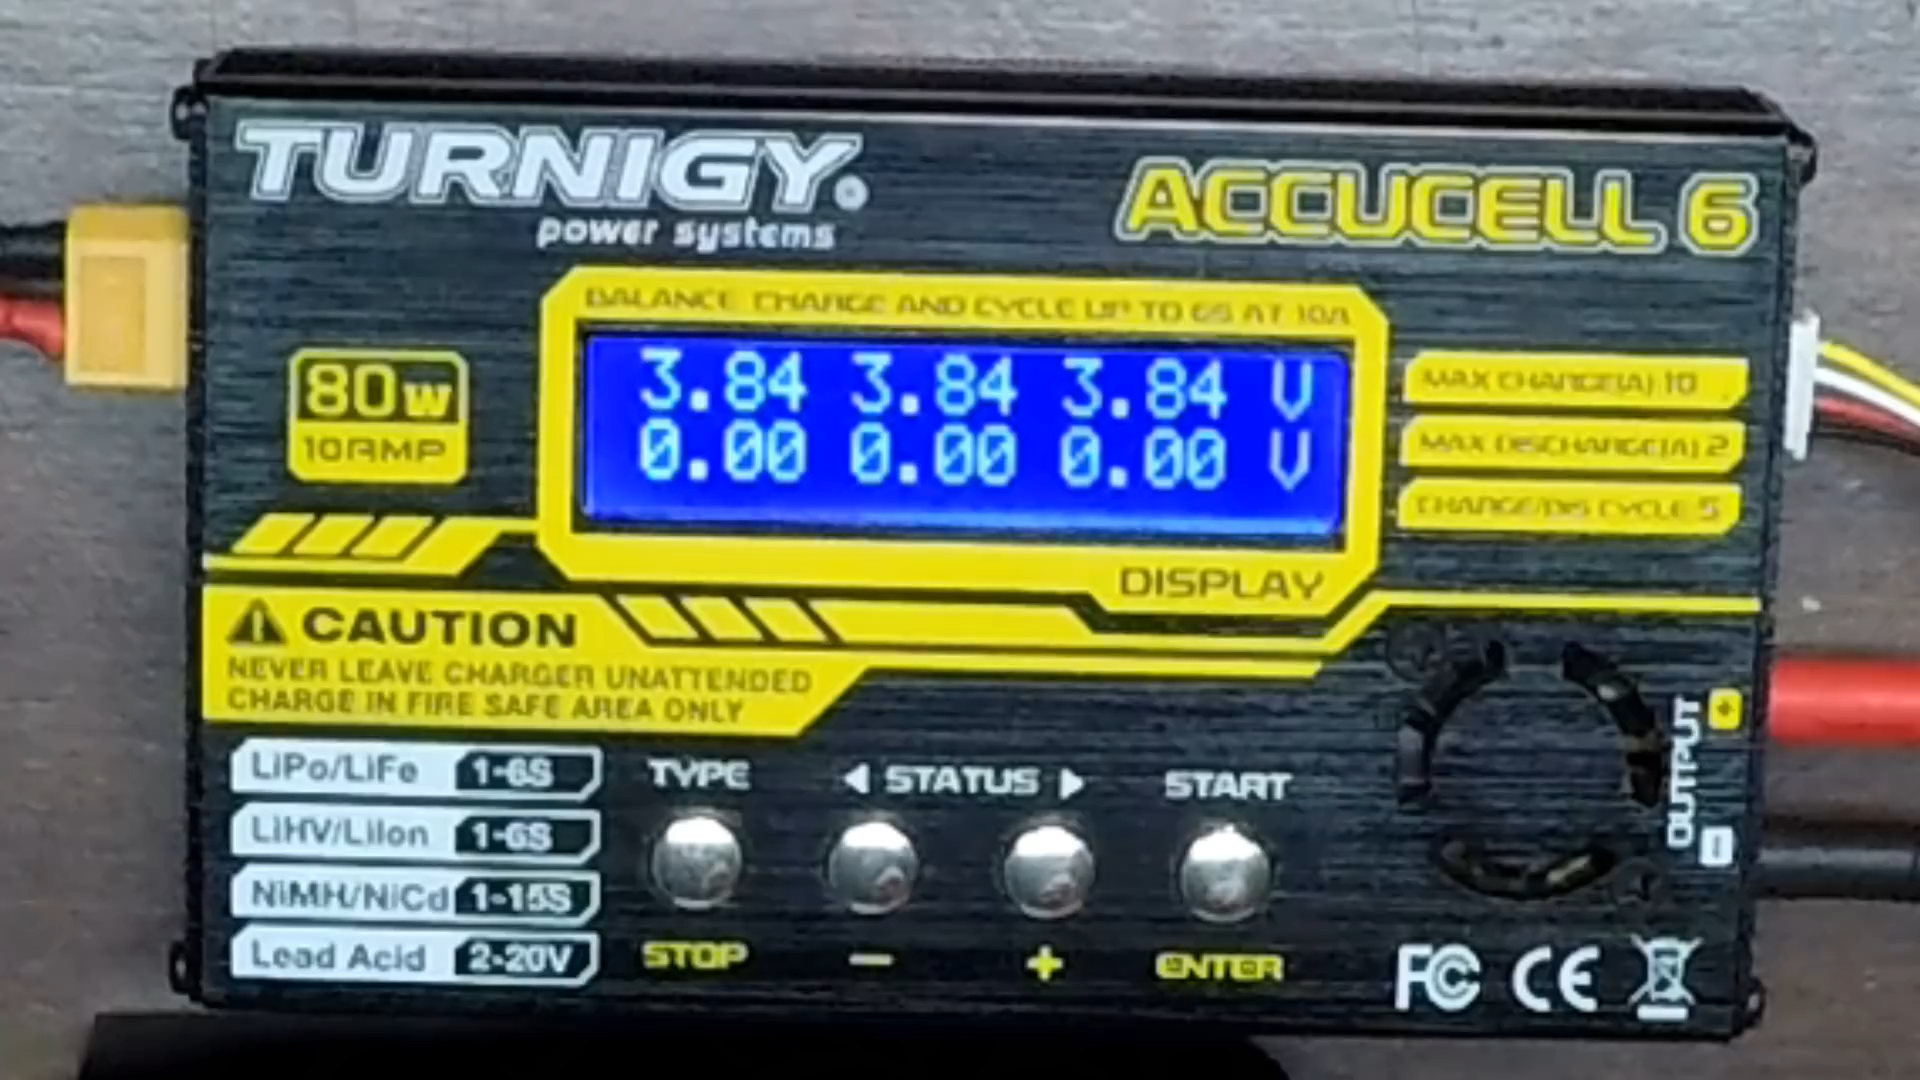 TURNIGY®
power systems
ACCUCELL 6
BALANCE CHARGE AND CYCLE UP TO 6S AT 10A
80W
10AMP
3.84 3.84 3.84 V
0.00 0.00 0.00 V
MAX CHARGE(A) 10
MAX DISCHARGE(A) 2
CHARGE/DIS CYCLE 5
DISPLAY
CAUTION
NEVER LEAVE CHARGER UNATTENDED
CHARGE IN FIRE SAFE AREA ONLY
LiPo/LiFe 1-6S
LiHV/LiIon 1-6S
NiMH/NiCd 1-15S
Lead Acid 2-20V
TYPE
◀ STATUS ▶
START
STOP
−
+
ENTER
OUTPUT
+
−
FC CE